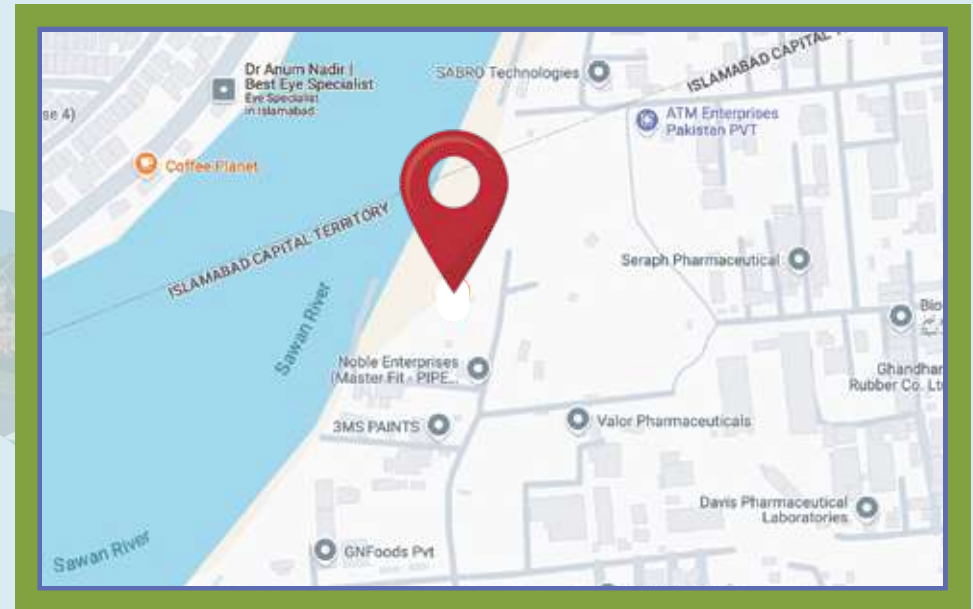 Dr Anum Nadir |
Best Eye Specialist
Eye Specialist
in Islamabad
SABRO Technologies
ISLAMABAD CAPITAL
se 4)
ATM Enterprises
Pakistan PVT
Coffee Planet
ISLAMABAD CAPITAL TERRITORY
Seraph Pharmaceutical
Sawan River
Bio
Noble Enterprises
(Master Fit - PIPE...
Ghandhar
Rubber Co. Lt
3MS PAINTS
Valor Pharmaceuticals
Davis Pharmaceutical
Laboratories
Sawan River
GNFoods Pvt